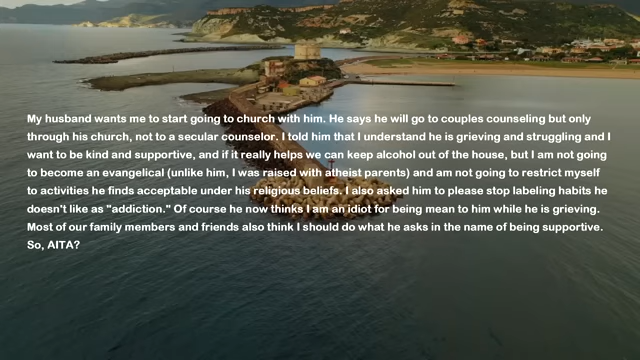 My husband wants me to start going to church with him. He says he will go to couples counseling but only
through his church, not to a secular counselor. I told him that I understand he is grieving and struggling and I
want to be kind and supportive, and if it really helps we can keep alcohol out of the house, but I am not going
to become an evangelical (unlike him, I was raised with atheist parents) and am not going to restrict myself
to activities he finds acceptable under his religious beliefs. I also asked him to please stop labeling habits he
doesn't like as "addiction." Of course he now thinks I am an idiot for being mean to him while he is grieving.
Most of our family members and friends also think I should do what he asks in the name of being supportive.
So, AITA?